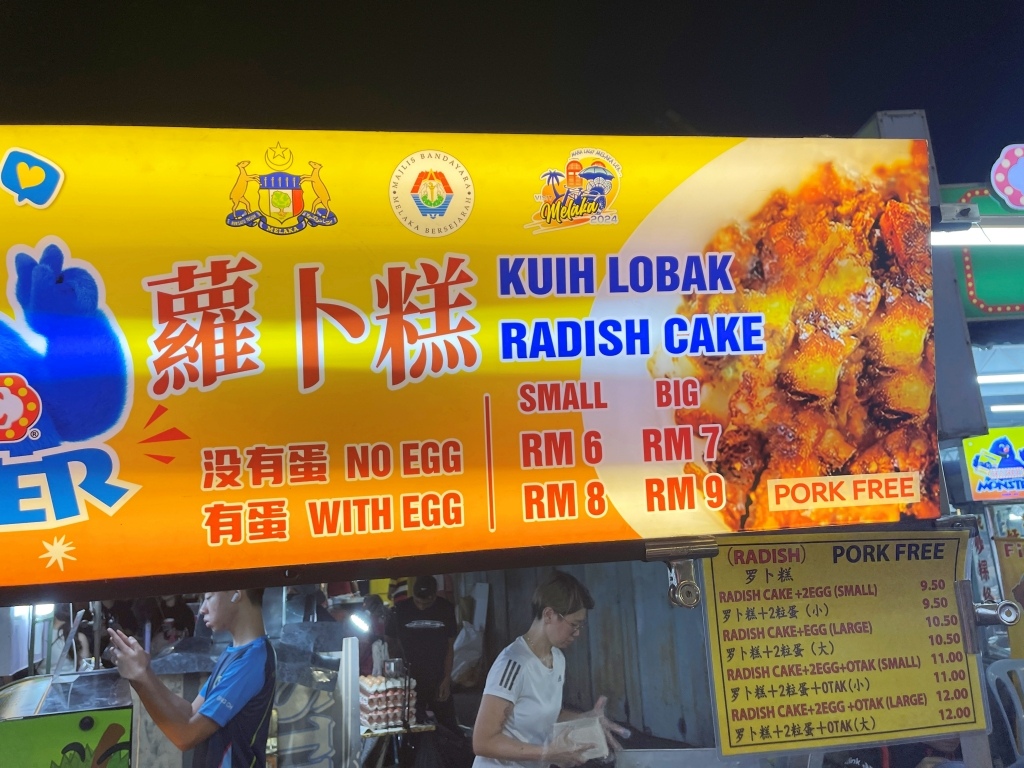 MAJLIS BANDARAYA
MELAKA BERSEJARAH
MELAKA
Melaka
2024
蘿卜糕
KUIH LOBAK
RADISH CAKE
SMALL BIG
没有蛋 NO EGG RM 6 RM 7
有蛋 WITH EGG RM 8 RM 9
PORK FREE
ER
®
(RADISH) PORK FREE
罗卜糕
RADISH CAKE+2EGG (SMALL) 9.50
罗卜糕+2粒蛋(小) 9.50
RADISH CAKE+EGG (LARGE) 10.50
罗卜糕+2粒蛋(大) 10.50
RADISH CAKE+2EGG+OTAK (SMALL) 11.00
罗卜糕+2粒蛋+OTAK(小) 11.00
RADISH CAKE+2EGG +OTAK (LARGE) 12.00
罗卜糕+2粒蛋+OTAK(大) 12.00